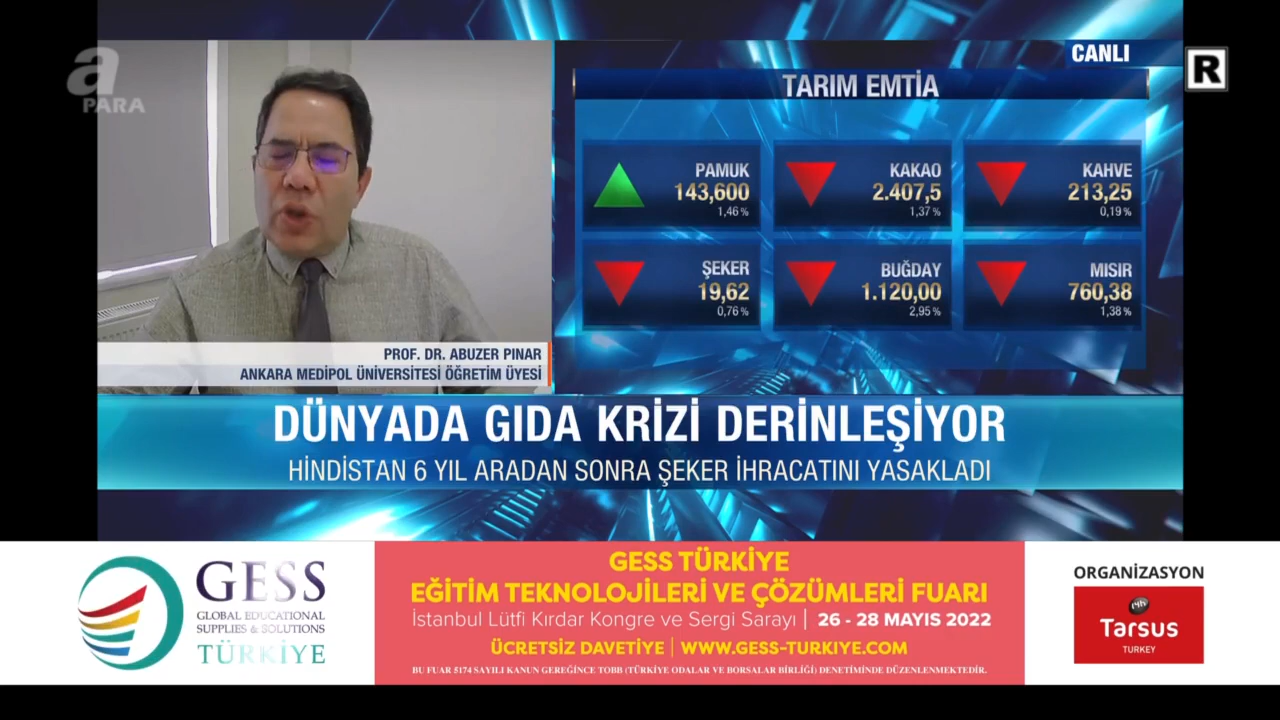 a
PARA
CANLI
R
TARIM EMTİA
PAMUK
143,600
1,46 %
KAKAO
2.407,5
1,37 %
KAHVE
213,25
0,19 %
ŞEKER
19,62
0,76 %
BUĞDAY
1.120,00
2,95 %
MISIR
760,38
1,38 %
PROF. DR. ABUZER PINAR
ANKARA MEDİPOL ÜNİVERSİTESİ ÖĞRETİM ÜYESİ
DÜNYADA GIDA KRİZİ DERİNLEŞİYOR
HİNDİSTAN 6 YIL ARADAN SONRA ŞEKER İHRACATINI YASAKLADI
GESS
GLOBAL EDUCATIONAL
SUPPLIES & SOLUTIONS
TÜRKİYE
GESS TÜRKİYE
EĞİTİM TEKNOLOJİLERİ VE ÇÖZÜMLERİ FUARI
İstanbul Lütfi Kırdar Kongre ve Sergi Sarayı | 26 - 28 MAYIS 2022
ÜCRETSİZ DAVETİYE | WWW.GESS-TURKIYE.COM
BU FUAR 5174 SAYILI KANUN GEREĞİNCE TOBB (TÜRKİYE ODALAR VE BORSALAR BİRLİĞİ) DENETİMİNDE DÜZENLENMEKTEDİR.
ORGANİZASYON
Tarsus
TURKEY